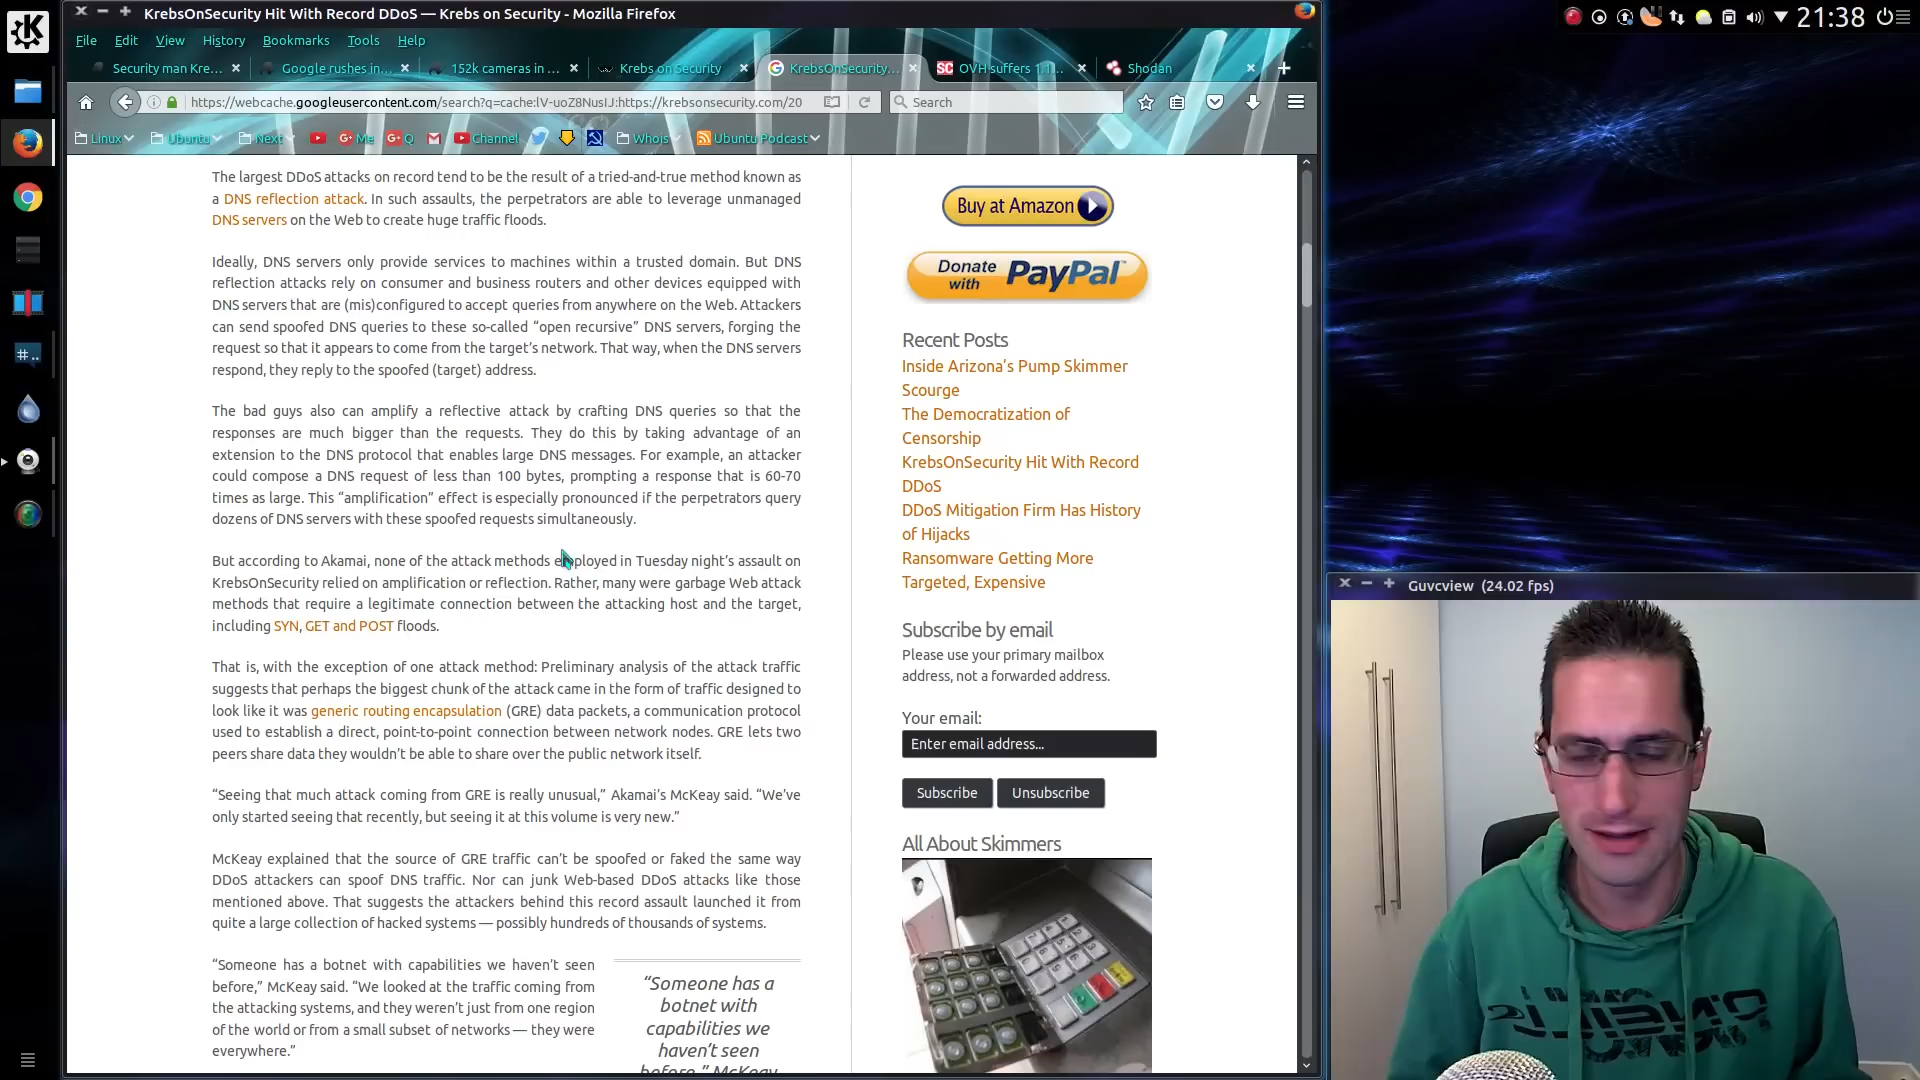 KrebsOnSecurity Hit With Record DDoS — Krebs on Security - Mozilla Firefox
21:38
File Edit View History Bookmarks Tools Help
Security man Kre... Google rushes in... 152k cameras in ... Krebs on Security KrebsOnSecurity... OVH suffers 1.1... Shodan
https://webcache.googleusercontent.com/search?q=cache:lV-uoZ8NusIJ:https://krebsonsecurity.com/20
Search
Linux Ubuntu Next Me Q Channel Whois Ubuntu Podcast
The largest DDoS attacks on record tend to be the result of a tried-and-true method known as
a DNS reflection attack. In such assaults, the perpetrators are able to leverage unmanaged
DNS servers on the Web to create huge traffic floods.
Ideally, DNS servers only provide services to machines within a trusted domain. But DNS
reflection attacks rely on consumer and business routers and other devices equipped with
DNS servers that are (mis)configured to accept queries from anywhere on the Web. Attackers
can send spoofed DNS queries to these so-called “open recursive” DNS servers, forging the
request so that it appears to come from the target’s network. That way, when the DNS servers
respond, they reply to the spoofed (target) address.
The bad guys also can amplify a reflective attack by crafting DNS queries so that the
responses are much bigger than the requests. They do this by taking advantage of an
extension to the DNS protocol that enables large DNS messages. For example, an attacker
could compose a DNS request of less than 100 bytes, prompting a response that is 60-70
times as large. This “amplification” effect is especially pronounced if the perpetrators query
dozens of DNS servers with these spoofed requests simultaneously.
But according to Akamai, none of the attack methods employed in Tuesday night’s assault on
KrebsOnSecurity relied on amplification or reflection. Rather, many were garbage Web attack
methods that require a legitimate connection between the attacking host and the target,
including SYN, GET and POST floods.
That is, with the exception of one attack method: Preliminary analysis of the attack traffic
suggests that perhaps the biggest chunk of the attack came in the form of traffic designed to
look like it was generic routing encapsulation (GRE) data packets, a communication protocol
used to establish a direct, point-to-point connection between network nodes. GRE lets two
peers share data they wouldn’t be able to share over the public network itself.
“Seeing that much attack coming from GRE is really unusual,” Akamai’s McKeay said. “We’ve
only started seeing that recently, but seeing it at this volume is very new.”
McKeay explained that the source of GRE traffic can’t be spoofed or faked the same way
DDoS attackers can spoof DNS traffic. Nor can junk Web-based DDoS attacks like those
mentioned above. That suggests the attackers behind this record assault launched it from
quite a large collection of hacked systems — possibly hundreds of thousands of systems.
“Someone has a botnet with capabilities we haven’t seen
before,” McKeay said. “We looked at the traffic coming from
the attacking systems, and they weren’t just from one region
of the world or from a small subset of networks — they were
everywhere.”
“Someone has a
botnet with
capabilities we
haven’t seen
before,” McKeay
Buy at Amazon
Donate with PayPal
Recent Posts
Inside Arizona’s Pump Skimmer
Scourge
The Democratization of
Censorship
KrebsOnSecurity Hit With Record
DDoS
DDoS Mitigation Firm Has History
of Hijacks
Ransomware Getting More
Targeted, Expensive
Subscribe by email
Please use your primary mailbox
address, not a forwarded address.
Your email:
Enter email address...
Subscribe Unsubscribe
All About Skimmers
Guvcview (24.02 fps)